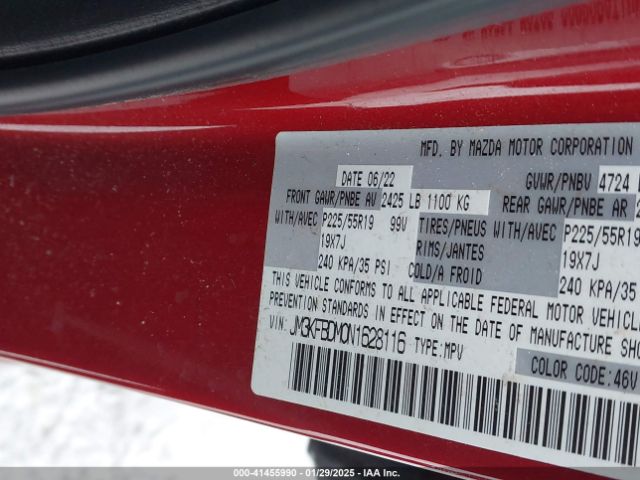 MFD. BY MAZDA MOTOR CORPORATION
DATE 06/22
GVWR/PNBV 4724
FRONT GAWR/PNBE AV 2425 LB 1100 KG
REAR GAWR/PNBE AR
WITH/AVEC P225/55R19 99V TIRES/PNEUS WITH/AVEC P225/55R19
19X7J RIMS/JANTES 19X7J
240 KPA/35 PSI COLD/A FROID 240 KPA/35
THIS VEHICLE CONFORMS TO ALL APPLICABLE FEDERAL MOTOR VEHICLE
PREVENTION STANDARDS IN EFFECT ON THE DATE OF MANUFACTURE SHO
VIN: JM3KFBDM0N1628116 TYPE: MPV
COLOR CODE:46V
000-41455990 - 01/29/2025 - IAA Inc.